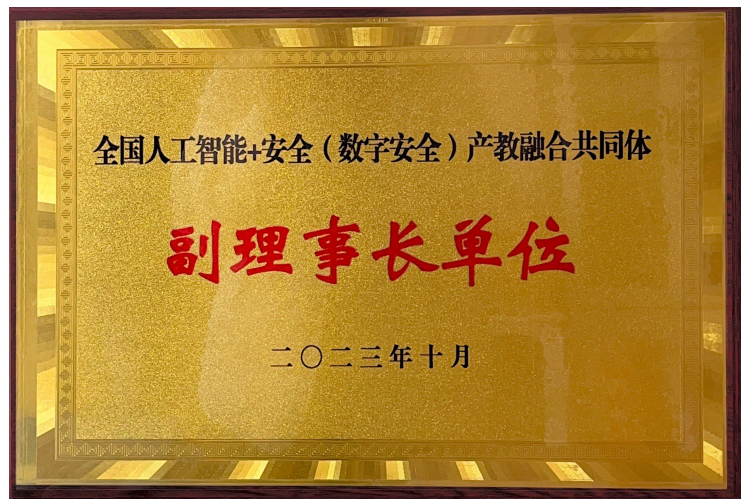 全国人工智能+安全（数字安全）产教融合共同体
副理事长单位
二〇二三年十月